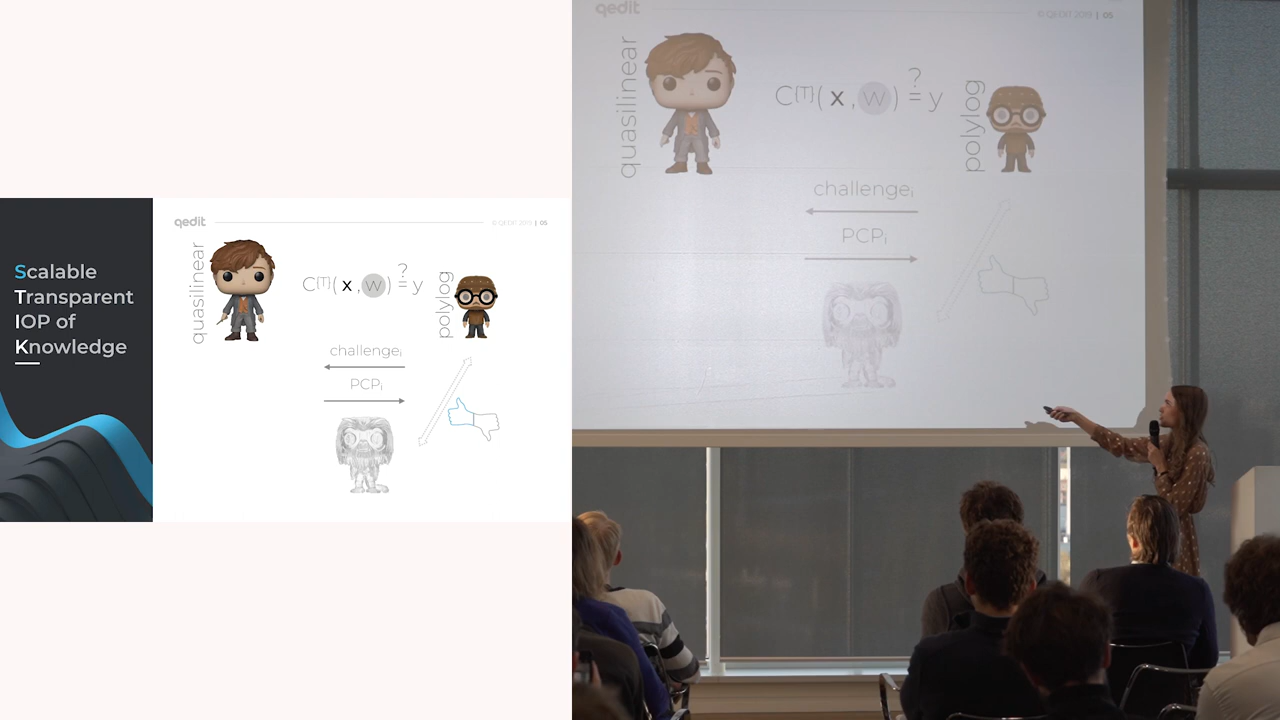 Scalable
Transparent
IOP of
Knowledge
qedit
© QEDIT 2019 | 05
quasilinear
C[T](x,w) ?= y
polylog
challengeᵢ
PCPᵢ
qedit
© QEDIT 2019 | 05
quasilinear
C[T](x,w) ?= y
polylog
challengeᵢ
PCPᵢ